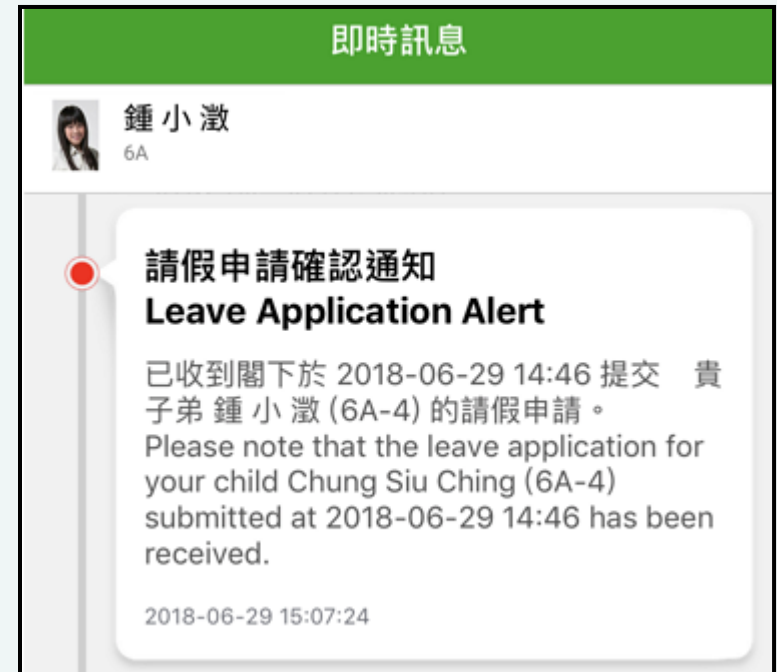 即時訊息
鍾 小 澂
6A
請假申請確認通知
Leave Application Alert
已收到閣下於 2018-06-29 14:46 提交　貴
子弟 鍾 小 澂 (6A-4) 的請假申請。
Please note that the leave application for
your child Chung Siu Ching (6A-4)
submitted at 2018-06-29 14:46 has been
received.
2018-06-29 15:07:24